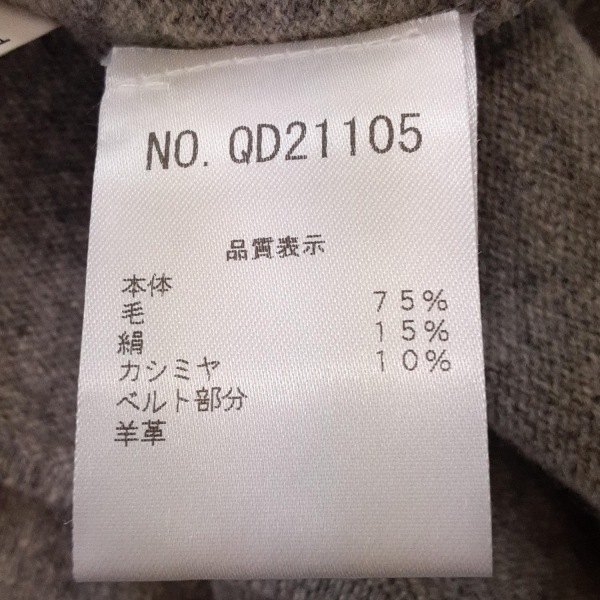 NO. QD21105
品質表示
本体
毛 75%
絹 15%
カシミヤ 10%
ベルト部分
羊革